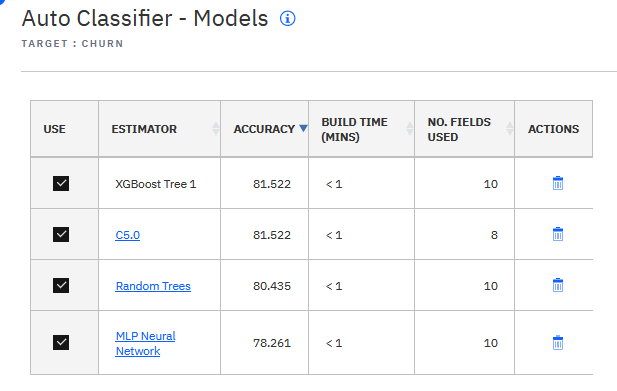 Auto Classifier - Models
TARGET : CHURN
USE ESTIMATOR ACCURACY BUILD TIME (MINS) NO. FIELDS USED ACTIONS
XGBoost Tree 1 81.522 < 1 10
C5.0 81.522 < 1 8
Random Trees 80.435 < 1 10
MLP Neural
Network 78.261 < 1 10